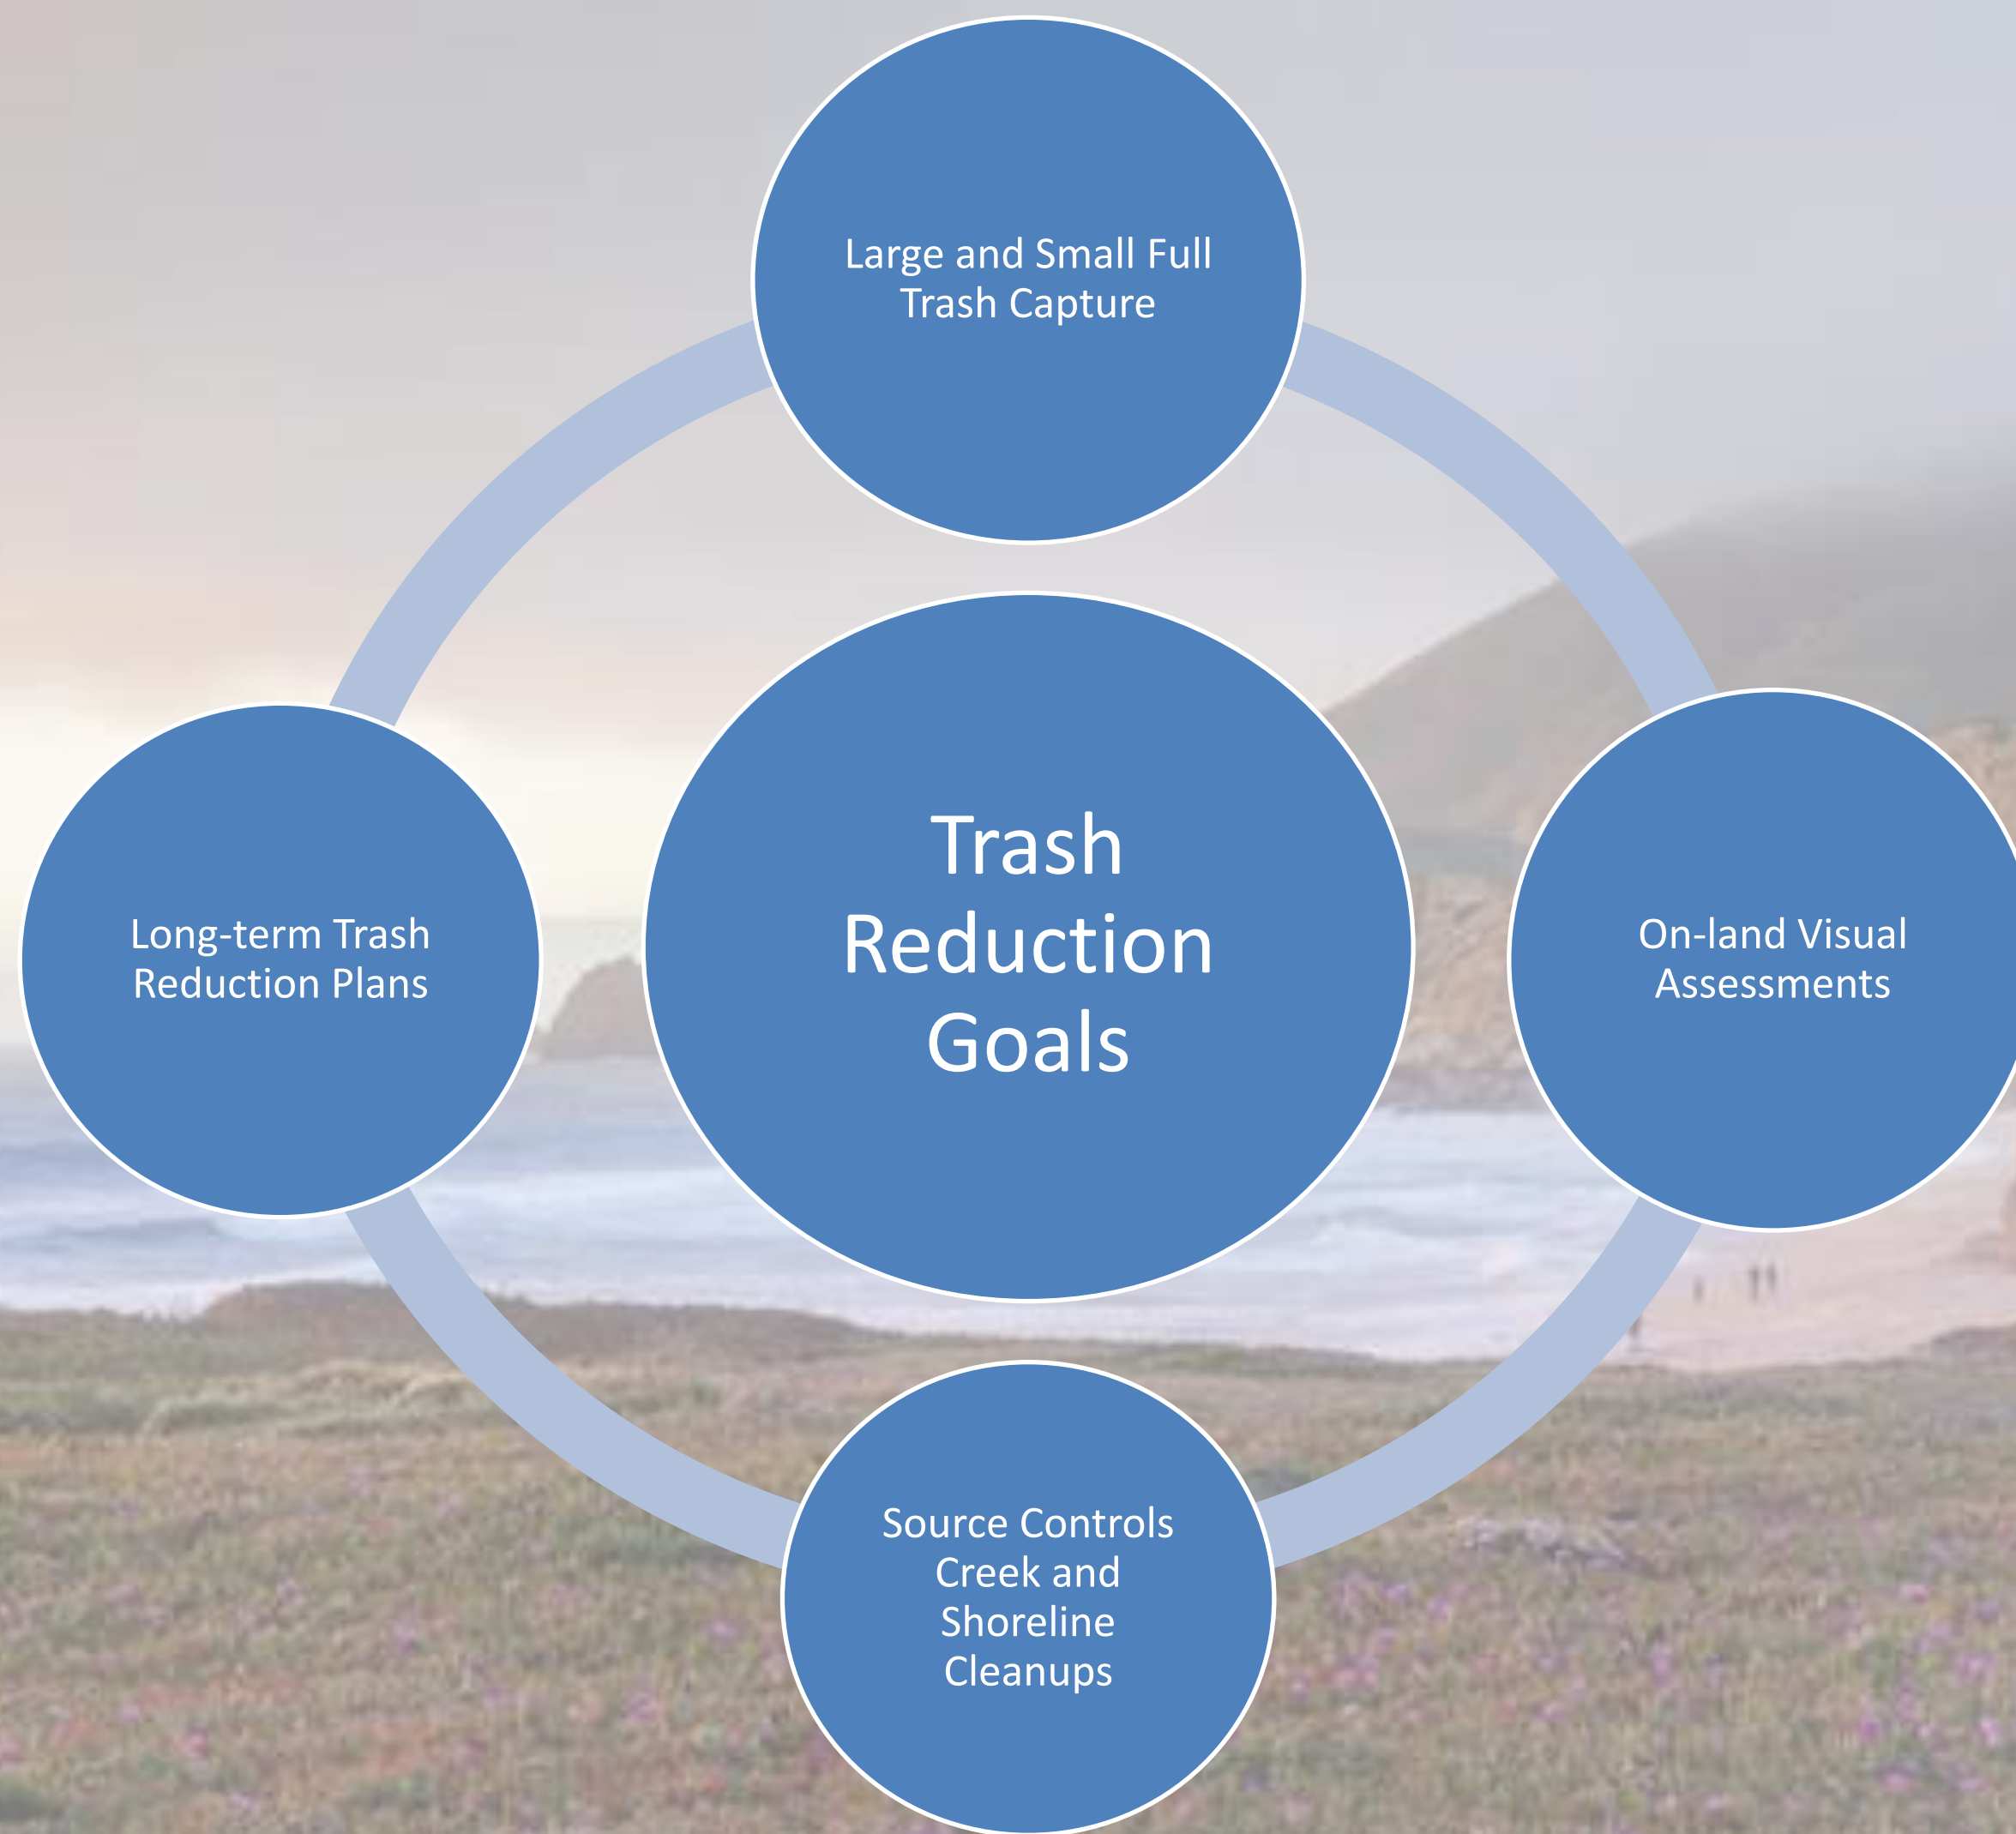 Large and Small Full
Trash Capture
Trash
Reduction
Goals
Long-term Trash
Reduction Plans
On-land Visual
Assessments
Source Controls
Creek and
Shoreline
Cleanups